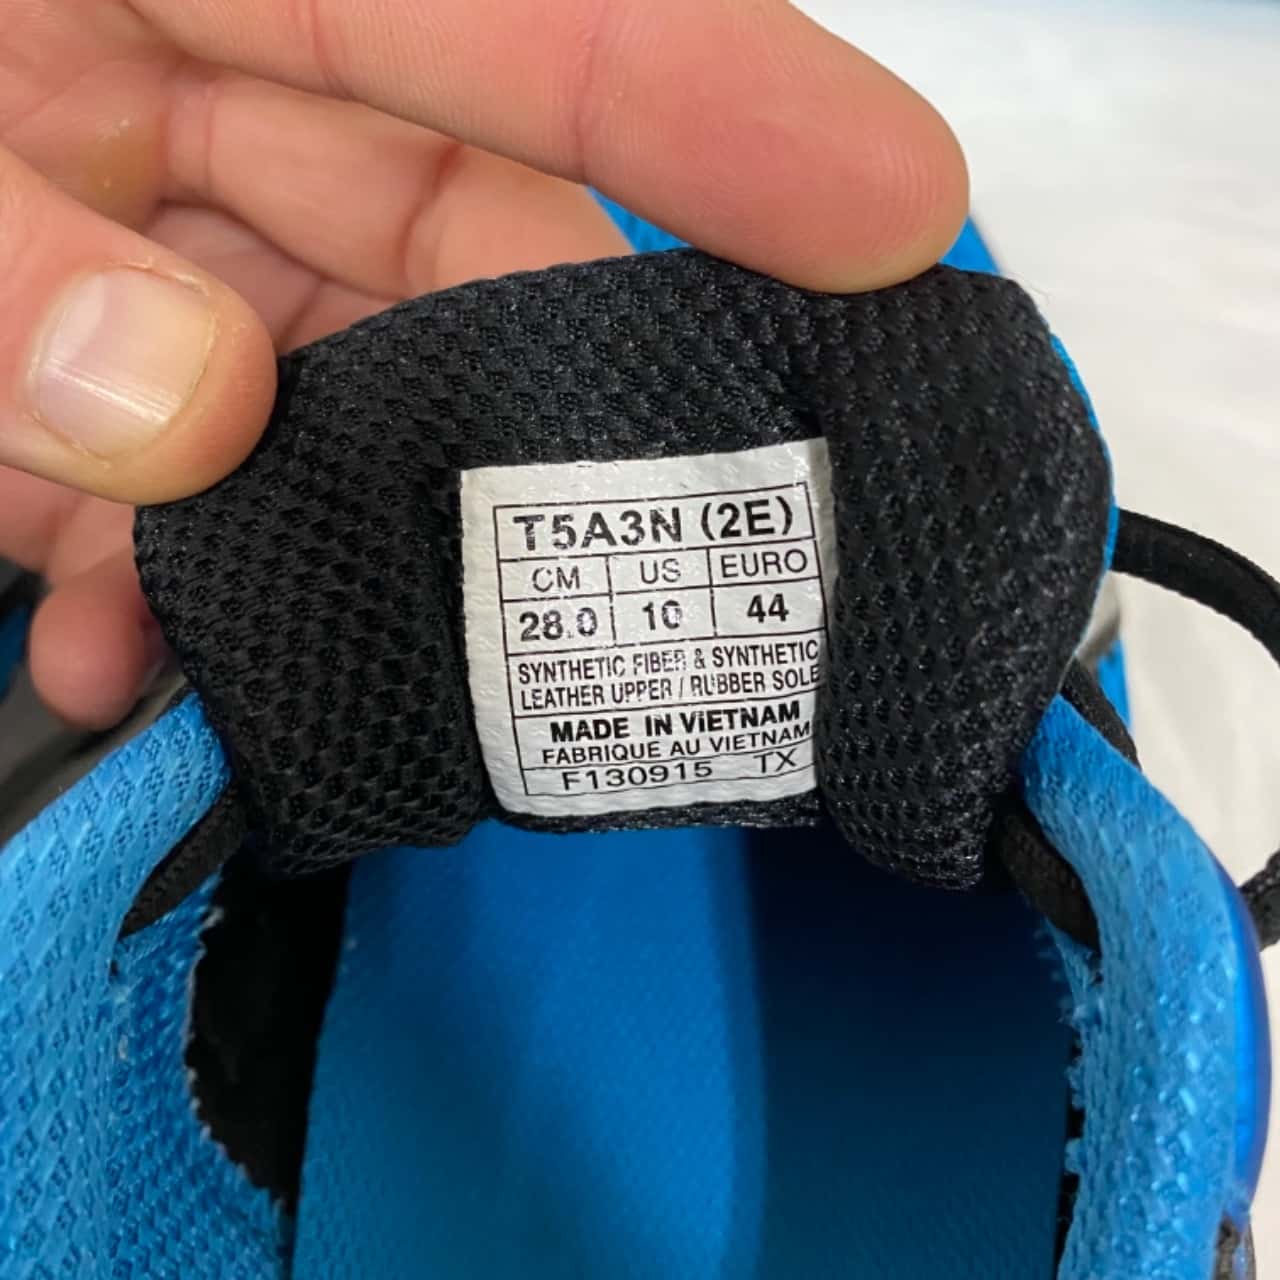 T5A3N (2E)
CM US EURO
28.0 10 44
SYNTHETIC FIBER & SYNTHETIC
LEATHER UPPER / RUBBER SOLE
MADE IN VIETNAM
FABRIQUE AU VIETNAM
F130915 TX